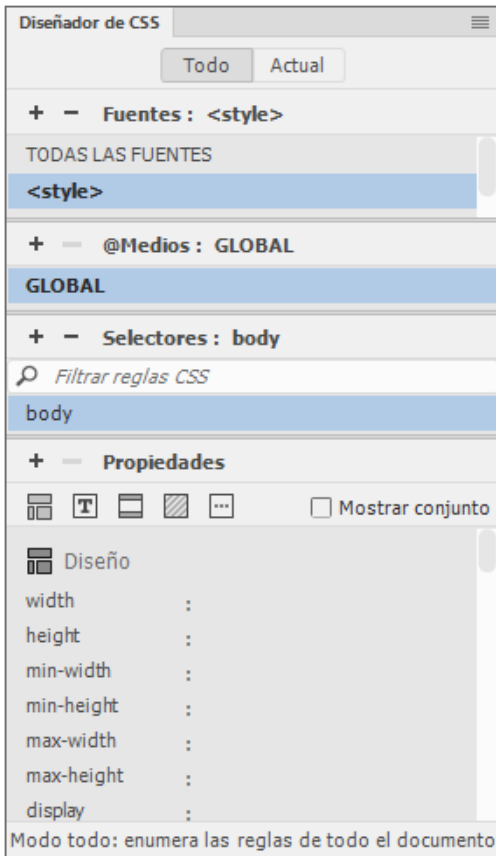 Diseñador de CSS
Todo Actual
+ − Fuentes : <style>
TODAS LAS FUENTES
<style>
+ − @Medios : GLOBAL
GLOBAL
+ − Selectores : body
Filtrar reglas CSS
body
+ − Propiedades
T Mostrar conjunto
Diseño
width :
height :
min-width :
min-height :
max-width :
max-height :
display :
Modo todo: enumera las reglas de todo el documento